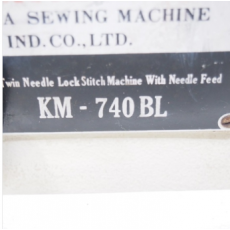 A SEWING MACHINE
IND. CO., LTD.
Twin Needle Lock Stitch Machine With Needle Feed
KM - 740 BL